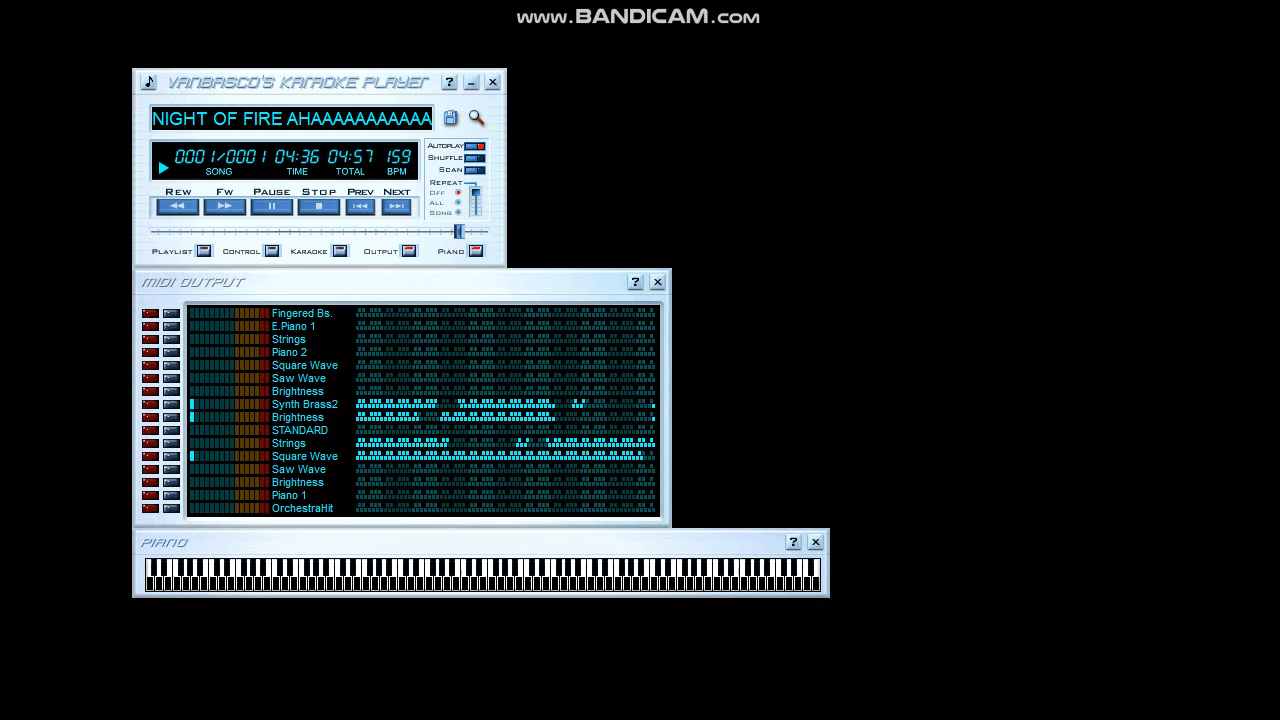 www.BANDICAM.com
VANBASCO'S KARAOKE PLAYER
NIGHT OF FIRE AHAAAAAAAAAAA
0001/0001 04:36 04:57 159
SONG TIME TOTAL BPM
AUTOPLAY
SHUFFLE
SCAN
REPEAT
OFF
ALL
SONG
REW FW PAUSE STOP PREV NEXT
PLAYLIST CONTROL KARAOKE OUTPUT PIANO
MIDI OUTPUT
Fingered Bs.
E.Piano 1
Strings
Piano 2
Square Wave
Saw Wave
Brightness
Synth Brass2
Brightness
STANDARD
Strings
Square Wave
Saw Wave
Brightness
Piano 1
OrchestraHit
PIANO